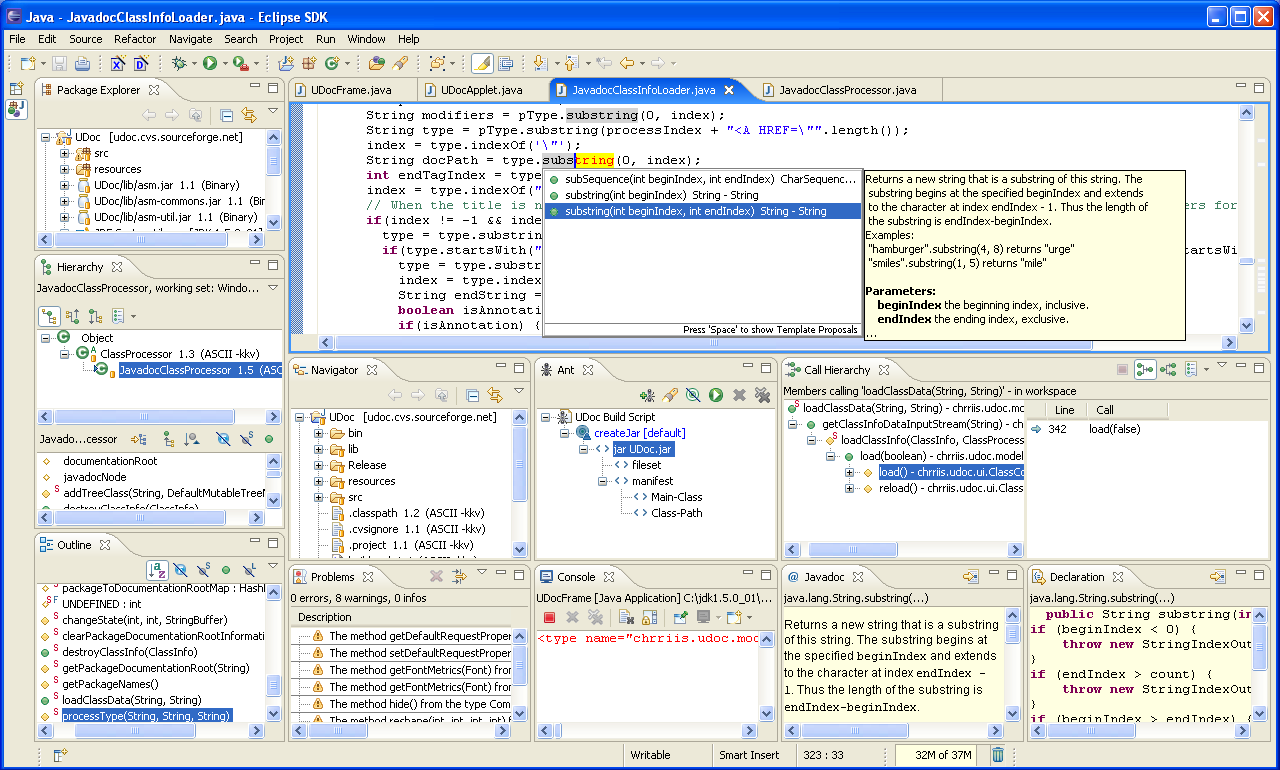 Java - JavadocClassInfoLoader.java - Eclipse SDK
File Edit Source Refactor Navigate Search Project Run Window Help
Package Explorer
UDoc [udoc.cvs.sourceforge.net]
src
resources
UDoc/lib/asm.jar 1.1 (Binary)
UDoc/lib/asm-commons.jar 1.1 (Bin
UDoc/lib/asm-util.jar 1.1 (Binary)
Hierarchy
JavadocClassProcessor, working set: Windo...
Object
ClassProcessor 1.3 (ASCII -kkv)
JavadocClassProcessor 1.5 (ASC
Javado...cessor
documentationRoot
javadocNode
addTreeClass(String, DefaultMutableTreeN
destroyClassInfo(ClassInfo)
Outline
packageToDocumentationRootMap : Hash
UNDEFINED : int
changeState(int, int, StringBuffer)
clearPackageDocumentationRootInformati
destroyClassInfo(ClassInfo)
getPackageDocumentationRoot(String)
getPackageNames()
loadClassData(String, String)
processType(String, String, String)
UDocFrame.java UDocApplet.java JavadocClassInfoLoader.java JavadocClassProcessor.java
String modifiers = pType.substring(0, index);
String type = pType.substring(processIndex + "<A HREF=\"".length());
index = type.indexOf('\"');
String docPath = type.substring(0, index);
int endTagIndex =
index = type.indexOf("
// When the title is n ers for
if(index != -1 && inde
type = type.substrin
if(type.startsWith(" artsWi
type = type.substr
index = type.index
String endString =
boolean isAnnotati
if(isAnnotation) {
subSequence(int beginIndex, int endIndex) CharSequenc...
substring(int beginIndex) String - String
substring(int beginIndex, int endIndex) String - String
Press 'Space' to show Template Proposals
Returns a new string that is a substring of this string. The
substring begins at the specified beginIndex and extends
to the character at index endIndex - 1. Thus the length of
the substring is endIndex-beginIndex.
Examples:
"hamburger".substring(4, 8) returns "urge"
"smiles".substring(1, 5) returns "mile"
Parameters:
beginIndex the beginning index, inclusive.
endIndex the ending index, exclusive.
...
Navigator
UDoc [udoc.cvs.sourceforge.net]
bin
lib
Release
resources
src
.classpath 1.2 (ASCII -kkv)
.cvsignore 1.1 (ASCII -kkv)
.project 1.1 (ASCII -kkv)
Ant
UDoc Build Script
createJar [default]
jar UDoc.jar
fileset
manifest
Main-Class
Class-Path
Call Hierarchy
Members calling 'loadClassData(String, String)' - in workspace
loadClassData(String, String) - chrriis.udoc.mo
getClassInfoDataInputStream(String) - ch
loadClassInfo(ClassInfo, ClassProcess
load(boolean) - chrriis.udoc.model
load() - chrriis.udoc.ui.ClassCo
reload() - chrriis.udoc.ui.Class
Line Call
342 load(false)
Problems
0 errors, 8 warnings, 0 infos
Description
The method getDefaultRequestPrope
The method setDefaultRequestProper
The method getFontMetrics(Font) from
The method getFontMetrics(Font) from
The method hide() from the type Com
The method reshape(int, int, int, int) f
Console
UDocFrame [Java Application] C:\jdk1.5.0_01\...
<type name="chrriis.udoc.mod
Javadoc
java.lang.String.substring(...)
Returns a new string that is a substring
of this string. The substring begins at
the specified beginIndex and extends
to the character at index endIndex -
1. Thus the length of the substring is
endIndex-beginIndex.
Declaration
java.lang.String.substring(...)
public String substring(in
if (beginIndex < 0) {
throw new StringIndexOut
}
if (endIndex > count) {
throw new StringIndexOut
}
if (beginIndex > endIndex) {
Writable Smart Insert 323 : 33 32M of 37M